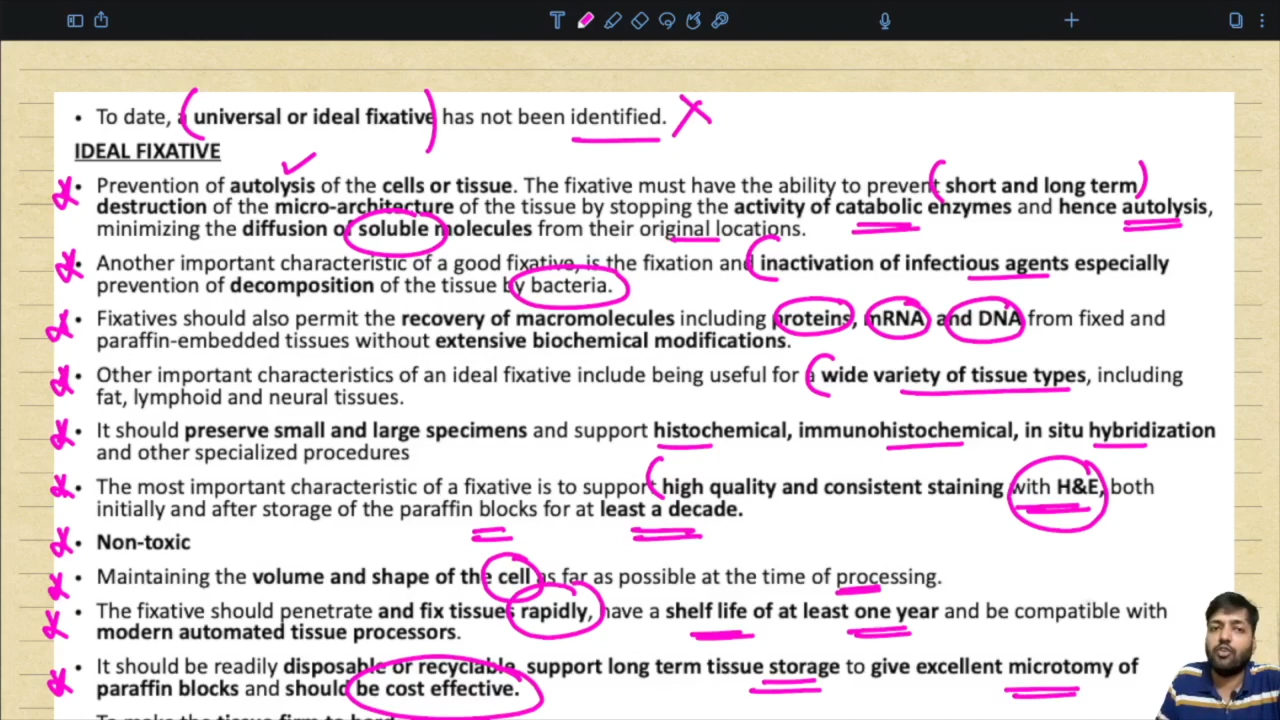 • To date, a universal or ideal fixative has not been identified.
IDEAL FIXATIVE
• Prevention of autolysis of the cells or tissue. The fixative must have the ability to prevent short and long term
destruction of the micro-architecture of the tissue by stopping the activity of catabolic enzymes and hence autolysis,
minimizing the diffusion of soluble molecules from their original locations.
• Another important characteristic of a good fixative, is the fixation and inactivation of infectious agents especially
prevention of decomposition of the tissue by bacteria.
• Fixatives should also permit the recovery of macromolecules including proteins, mRNA and DNA from fixed and
paraffin-embedded tissues without extensive biochemical modifications.
• Other important characteristics of an ideal fixative include being useful for a wide variety of tissue types, including
fat, lymphoid and neural tissues.
• It should preserve small and large specimens and support histochemical, immunohistochemical, in situ hybridization
and other specialized procedures
• The most important characteristic of a fixative is to support high quality and consistent staining with H&E, both
initially and after storage of the paraffin blocks for at least a decade.
• Non-toxic
• Maintaining the volume and shape of the cell as far as possible at the time of processing.
• The fixative should penetrate and fix tissues rapidly, have a shelf life of at least one year and be compatible with
modern automated tissue processors.
• It should be readily disposable or recyclable, support long term tissue storage to give excellent microtomy of
paraffin blocks and should be cost effective.
To make the tissue firm to hard